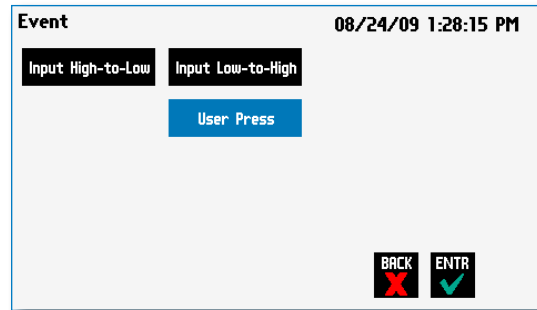 Event 08/24/09 1:28:15 PM
Input High-to-Low Input Low-to-High
User Press
BACK ENTR